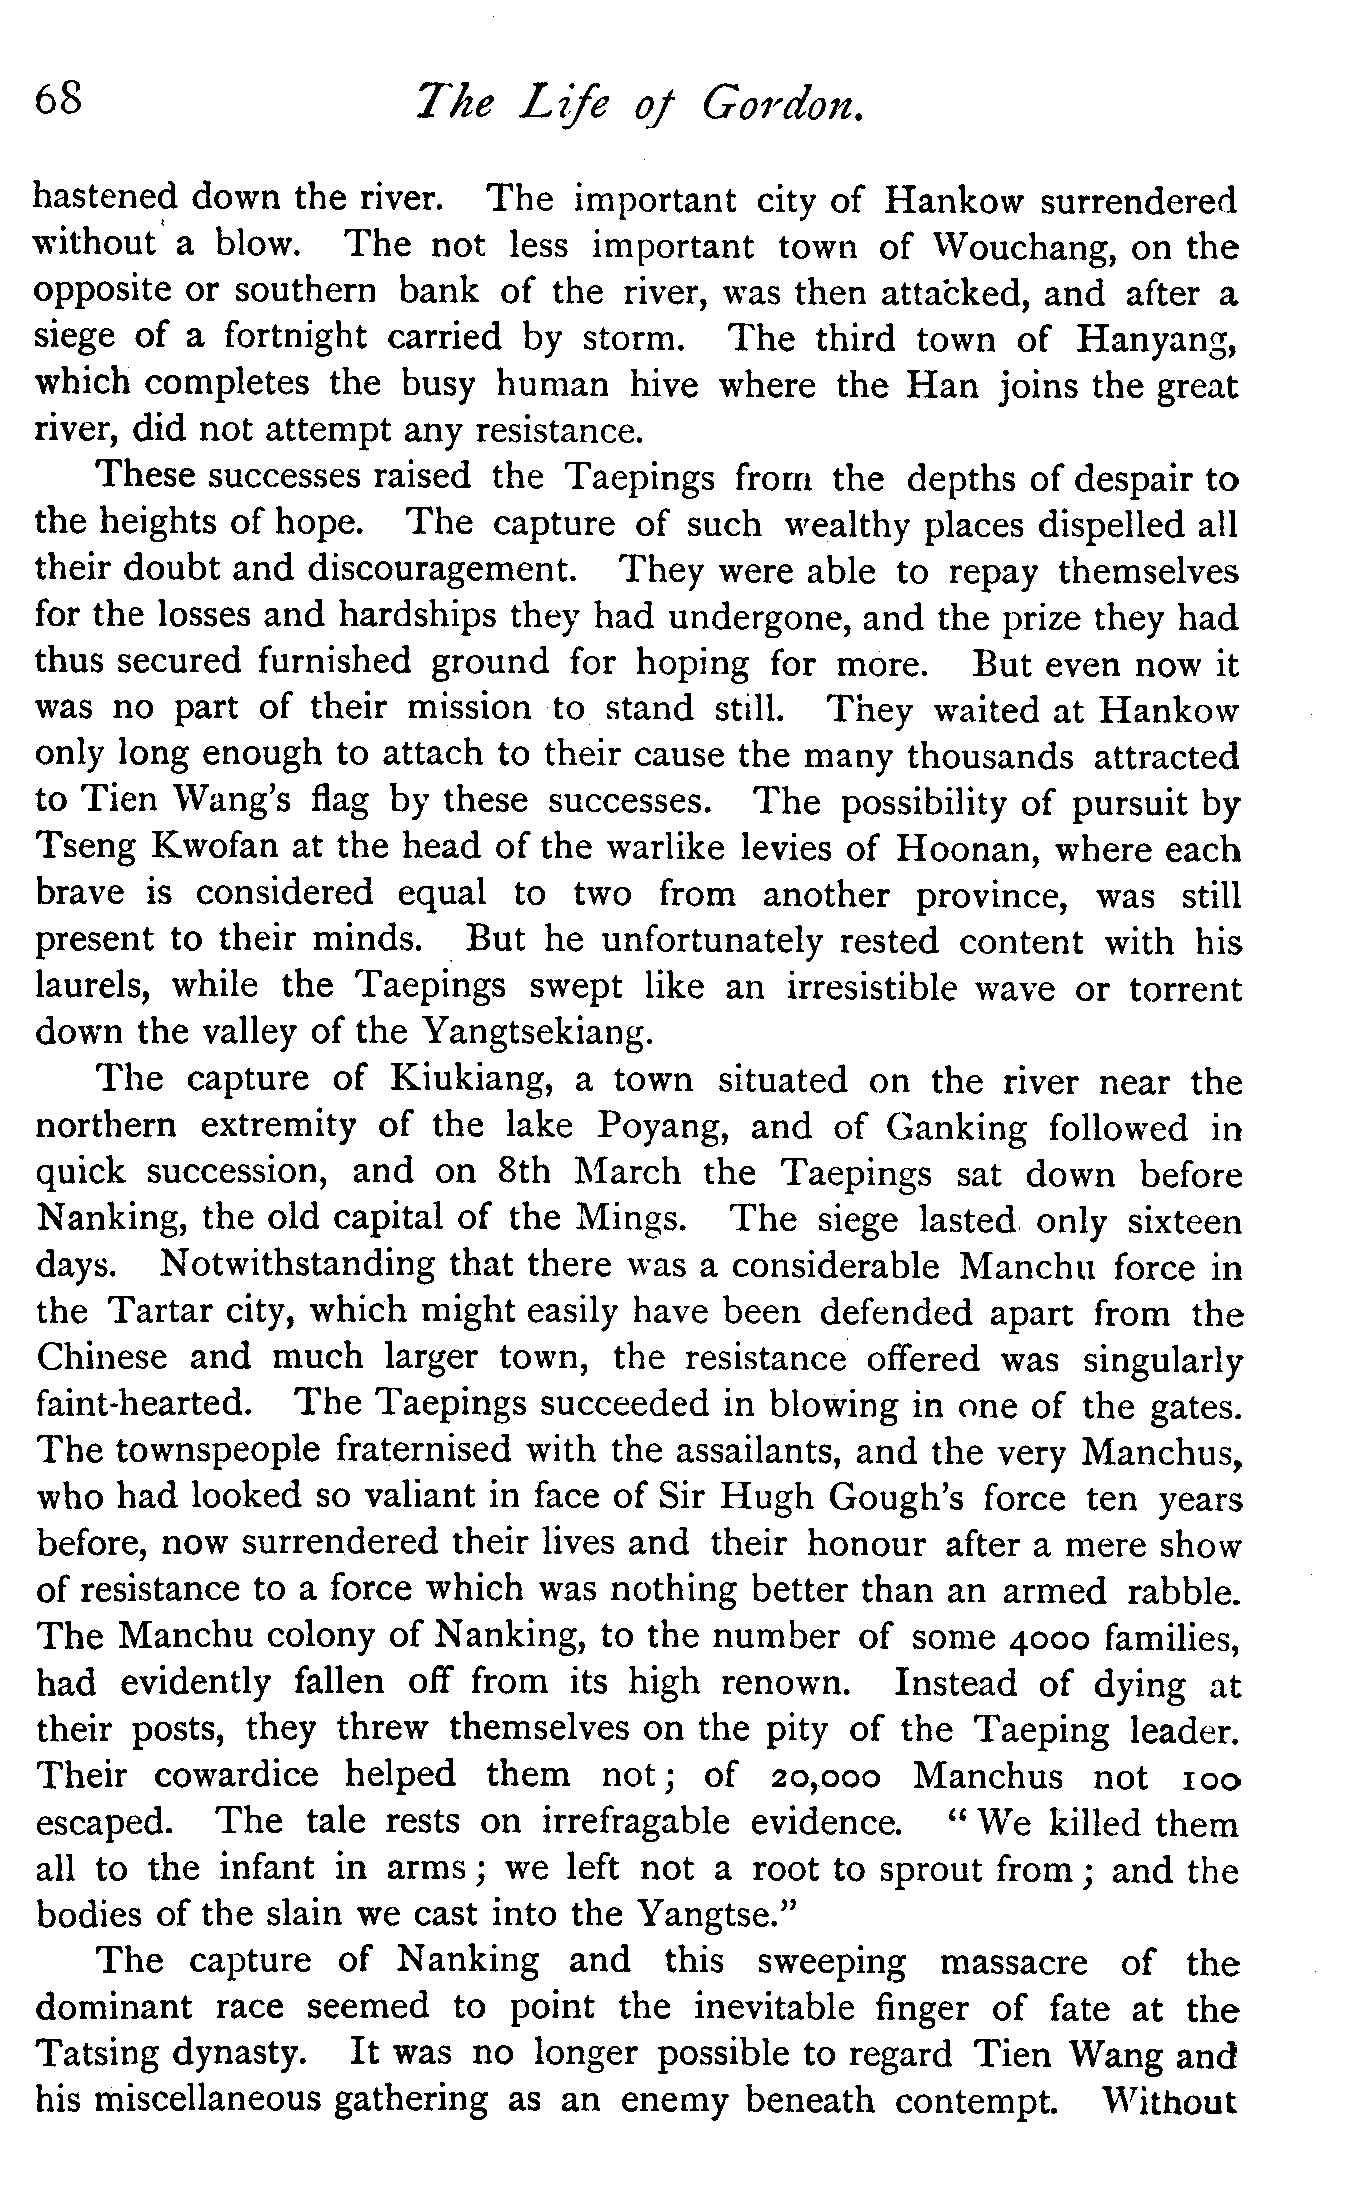 68 The Life of Gordon.
hastened down the river. The important city of Hankow surrendered
without a blow. The not less important town of Wouchang, on the
opposite or southern bank of the river, was then attacked, and after a
siege of a fortnight carried by storm. The third town of Hanyang,
which completes the busy human hive where the Han joins the great
river, did not attempt any resistance.
These successes raised the Taepings from the depths of despair to
the heights of hope. The capture of such wealthy places dispelled all
their doubt and discouragement. They were able to repay themselves
for the losses and hardships they had undergone, and the prize they had
thus secured furnished ground for hoping for more. But even now it
was no part of their mission to stand still. They waited at Hankow
only long enough to attach to their cause the many thousands attracted
to Tien Wang's flag by these successes. The possibility of pursuit by
Tseng Kwofan at the head of the warlike levies of Hoonan, where each
brave is considered equal to two from another province, was still
present to their minds. But he unfortunately rested content with his
laurels, while the Taepings swept like an irresistible wave or torrent
down the valley of the Yangtsekiang.
The capture of Kiukiang, a town situated on the river near the
northern extremity of the lake Poyang, and of Ganking followed in
quick succession, and on 8th March the Taepings sat down before
Nanking, the old capital of the Mings. The siege lasted only sixteen
days. Notwithstanding that there was a considerable Manchu force in
the Tartar city, which might easily have been defended apart from the
Chinese and much larger town, the resistance offered was singularly
faint-hearted. The Taepings succeeded in blowing in one of the gates.
The townspeople fraternised with the assailants, and the very Manchus,
who had looked so valiant in face of Sir Hugh Gough's force ten years
before, now surrendered their lives and their honour after a mere show
of resistance to a force which was nothing better than an armed rabble.
The Manchu colony of Nanking, to the number of some 4000 families,
had evidently fallen off from its high renown. Instead of dying at
their posts, they threw themselves on the pity of the Taeping leader.
Their cowardice helped them not; of 20,000 Manchus not 100
escaped. The tale rests on irrefragable evidence. "We killed them
all to the infant in arms; we left not a root to sprout from; and the
bodies of the slain we cast into the Yangtse."
The capture of Nanking and this sweeping massacre of the
dominant race seemed to point the inevitable finger of fate at the
Tatsing dynasty. It was no longer possible to regard Tien Wang and
his miscellaneous gathering as an enemy beneath contempt. Without